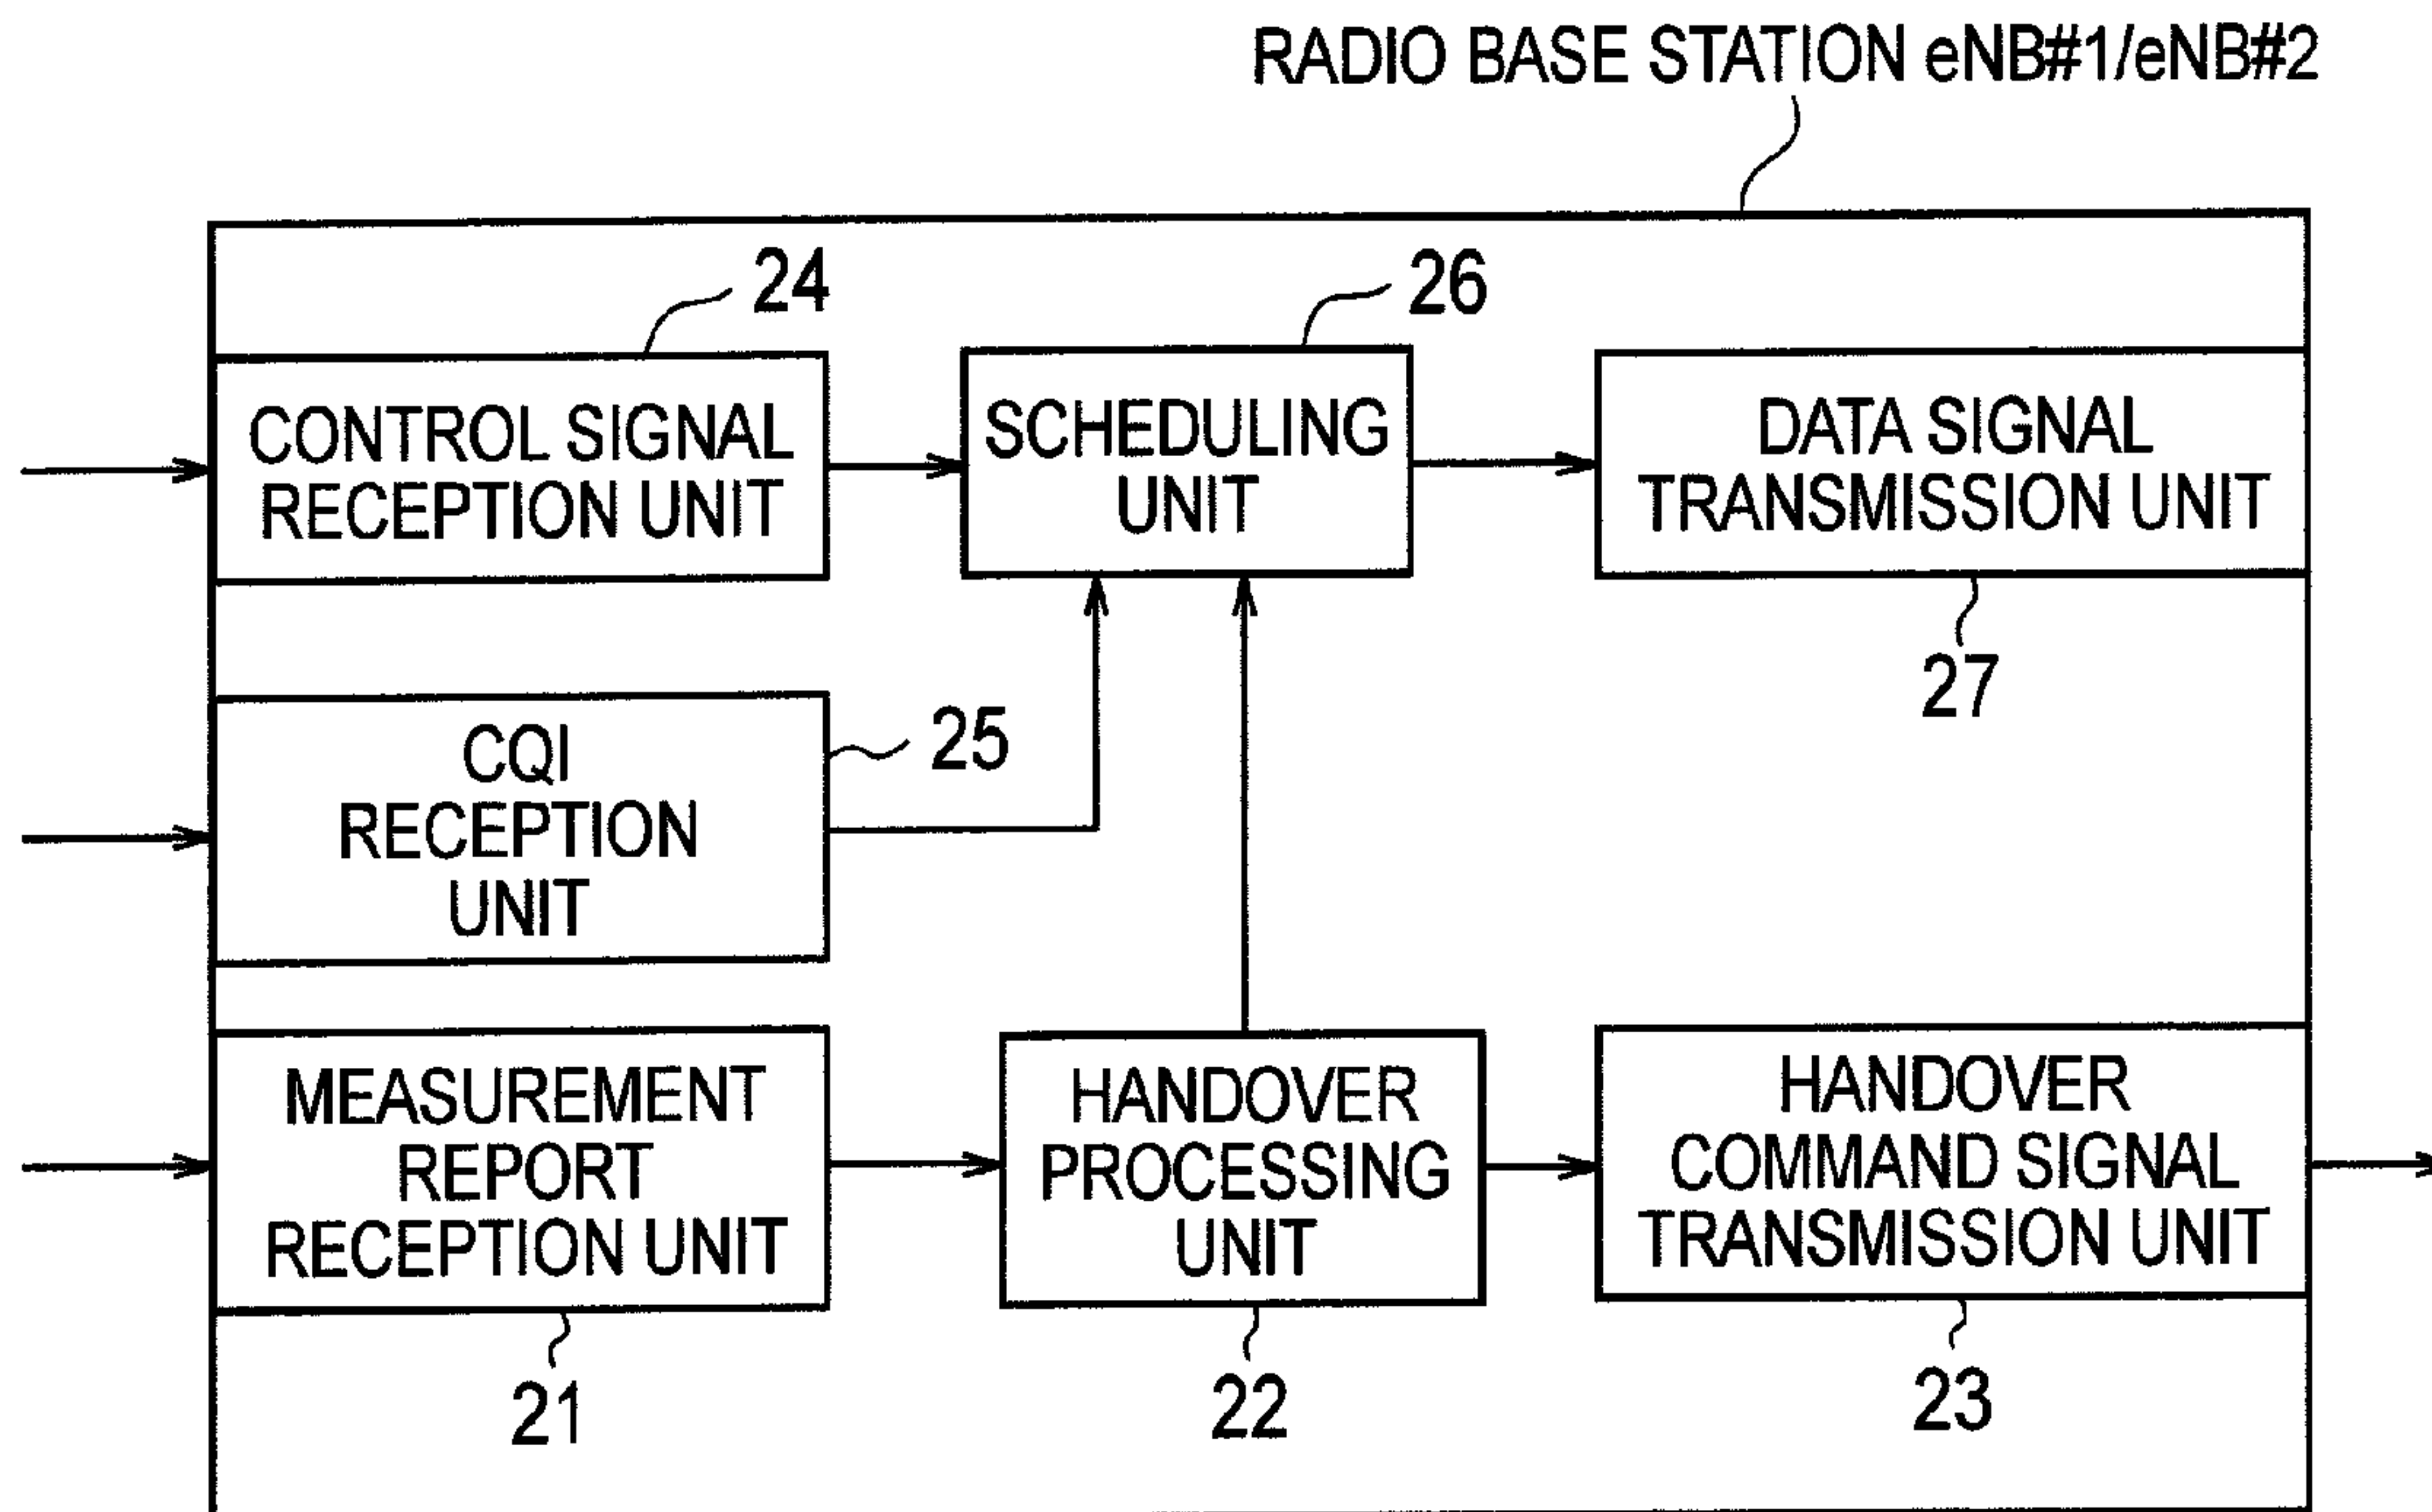 RADIO BASE STATION eNB#1/eNB#2
24
26
CONTROL SIGNAL
RECEPTION UNIT
SCHEDULING
UNIT
DATA SIGNAL
TRANSMISSION UNIT
27
CQI
RECEPTION
UNIT
25
MEASUREMENT
REPORT
RECEPTION UNIT
HANDOVER
PROCESSING
UNIT
HANDOVER
COMMAND SIGNAL
TRANSMISSION UNIT
21
22
23